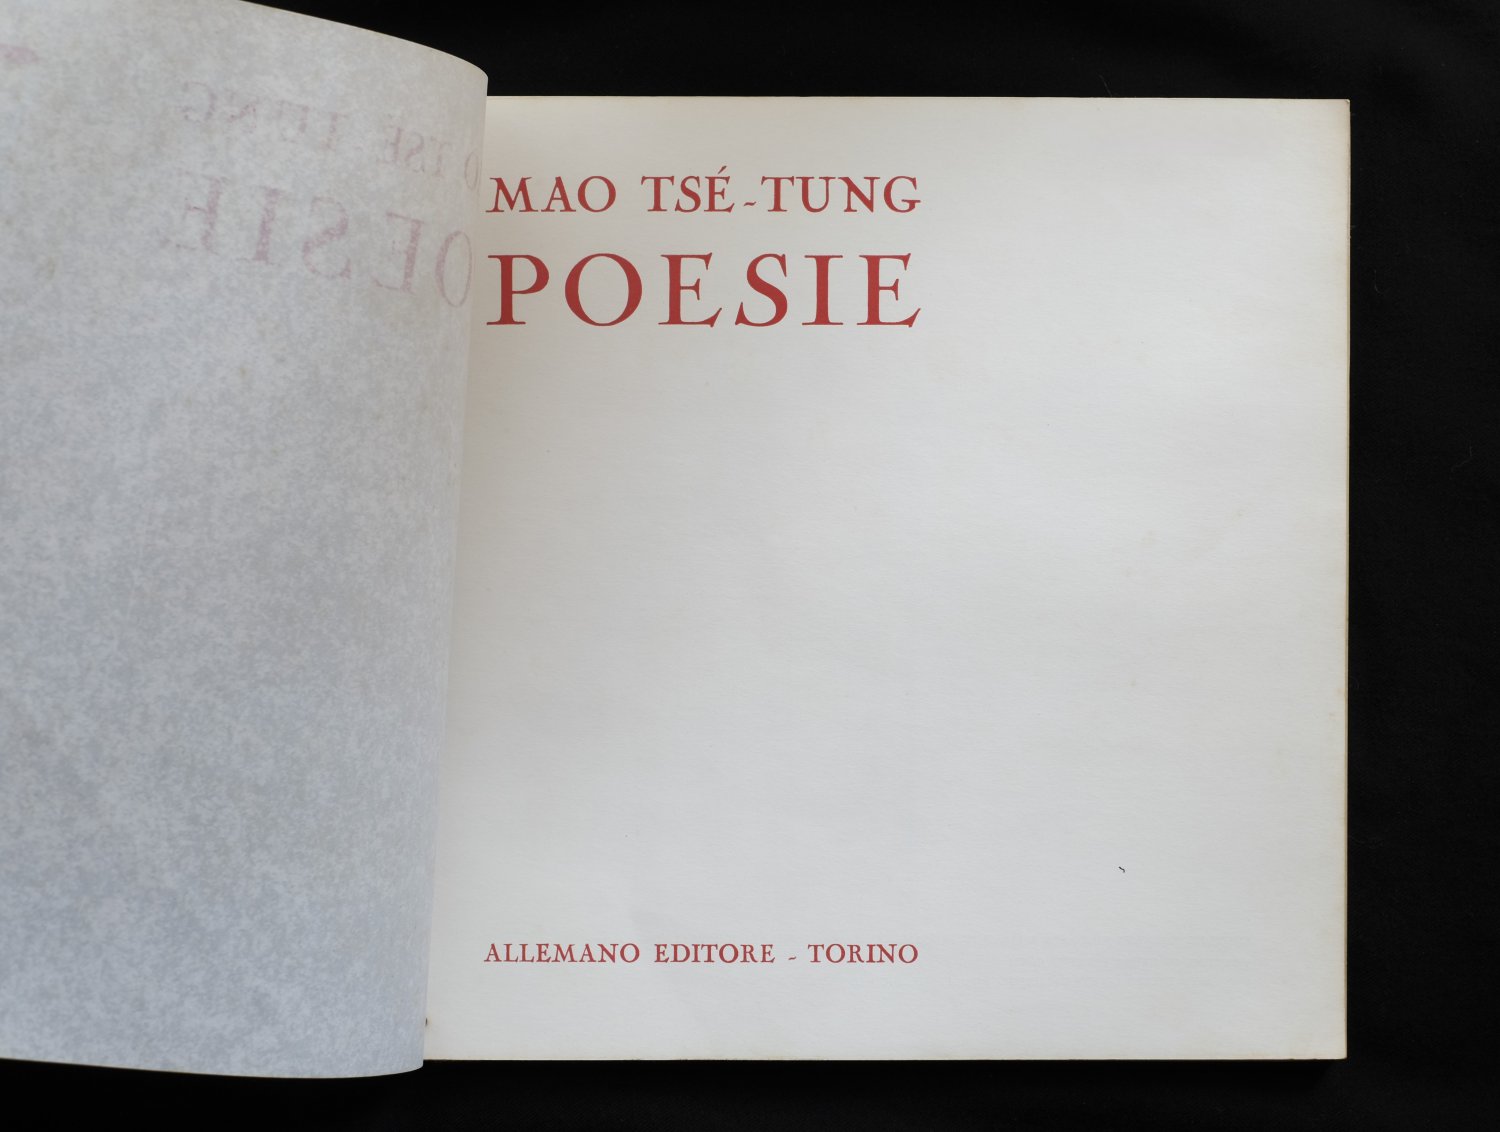 MAO TSÉ-TUNG
POESIE
ALLEMANO EDITORE - TORINO